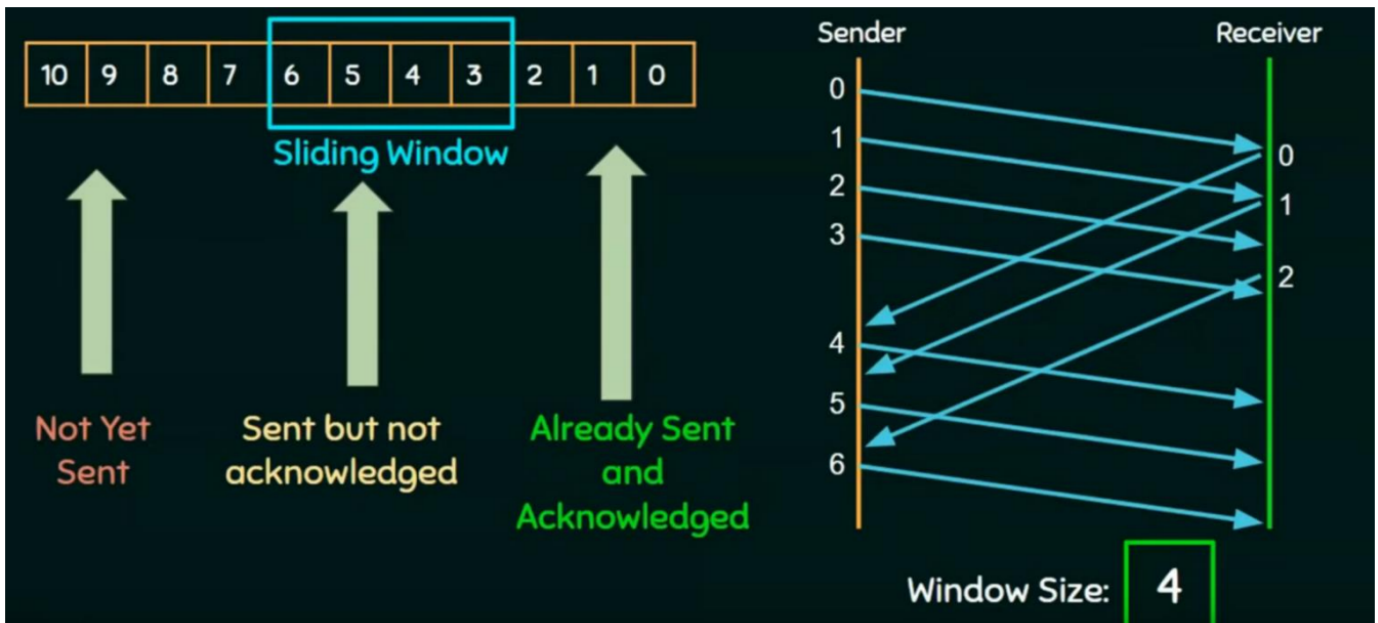 10 9 8 7 6 5 4 3 2 1 0
Sliding Window
Not Yet
Sent
Sent but not
acknowledged
Already Sent
and
Acknowledged
Sender
Receiver
0
1
2
3
4
5
6
0
1
2
Window Size: 4